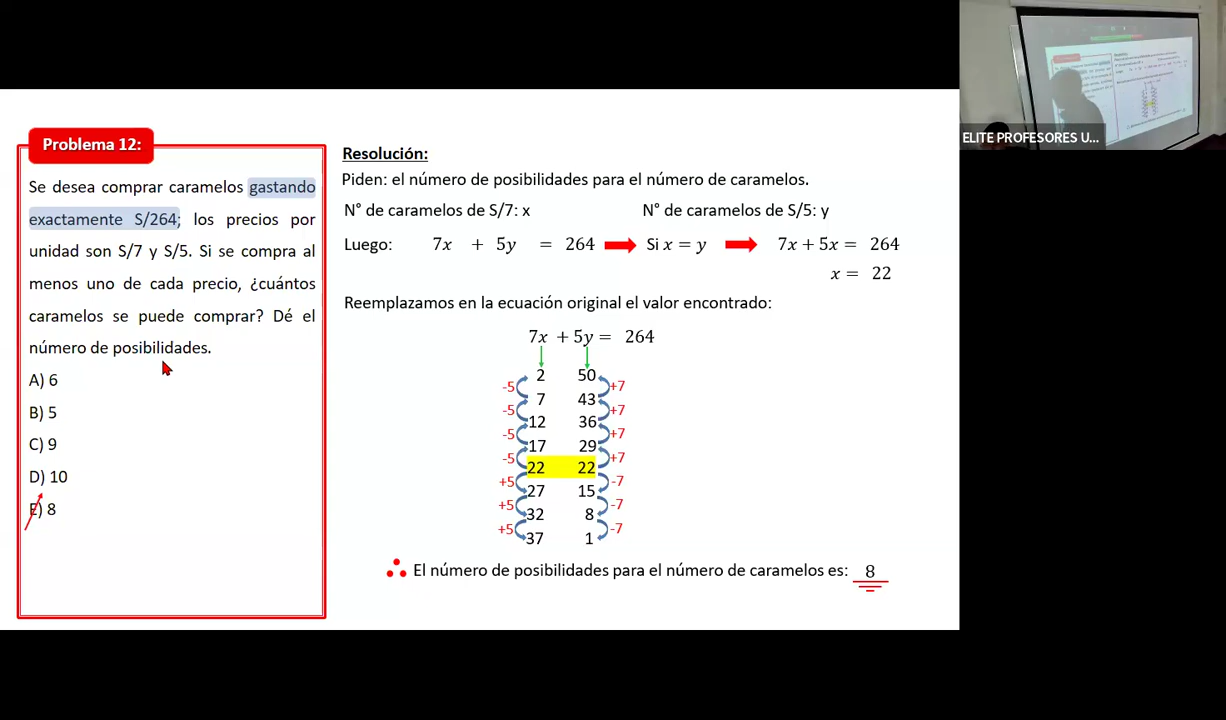 Problema 12:
Se desea comprar caramelos gastando
exactamente S/264; los precios por
unidad son S/7 y S/5. Si se compra al
menos uno de cada precio, ¿cuántos
caramelos se puede comprar? Dé el
número de posibilidades.
A) 6
B) 5
C) 9
D) 10
E) 8
Resolución:
Piden: el número de posibilidades para el número de caramelos.
N° de caramelos de S/7: x N° de caramelos de S/5: y
Luego: 7x + 5y = 264 Si x = y 7x + 5x = 264
x = 22
Reemplazamos en la ecuación original el valor encontrado:
7x + 5y = 264
2 50
-5 +7
7 43
-5 +7
12 36
-5 +7
17 29
-5 +7
22 22
+5 -7
27 15
+5 -7
32 8
+5 -7
37 1
∴ El número de posibilidades para el número de caramelos es: 8
ELITE PROFESORES U...